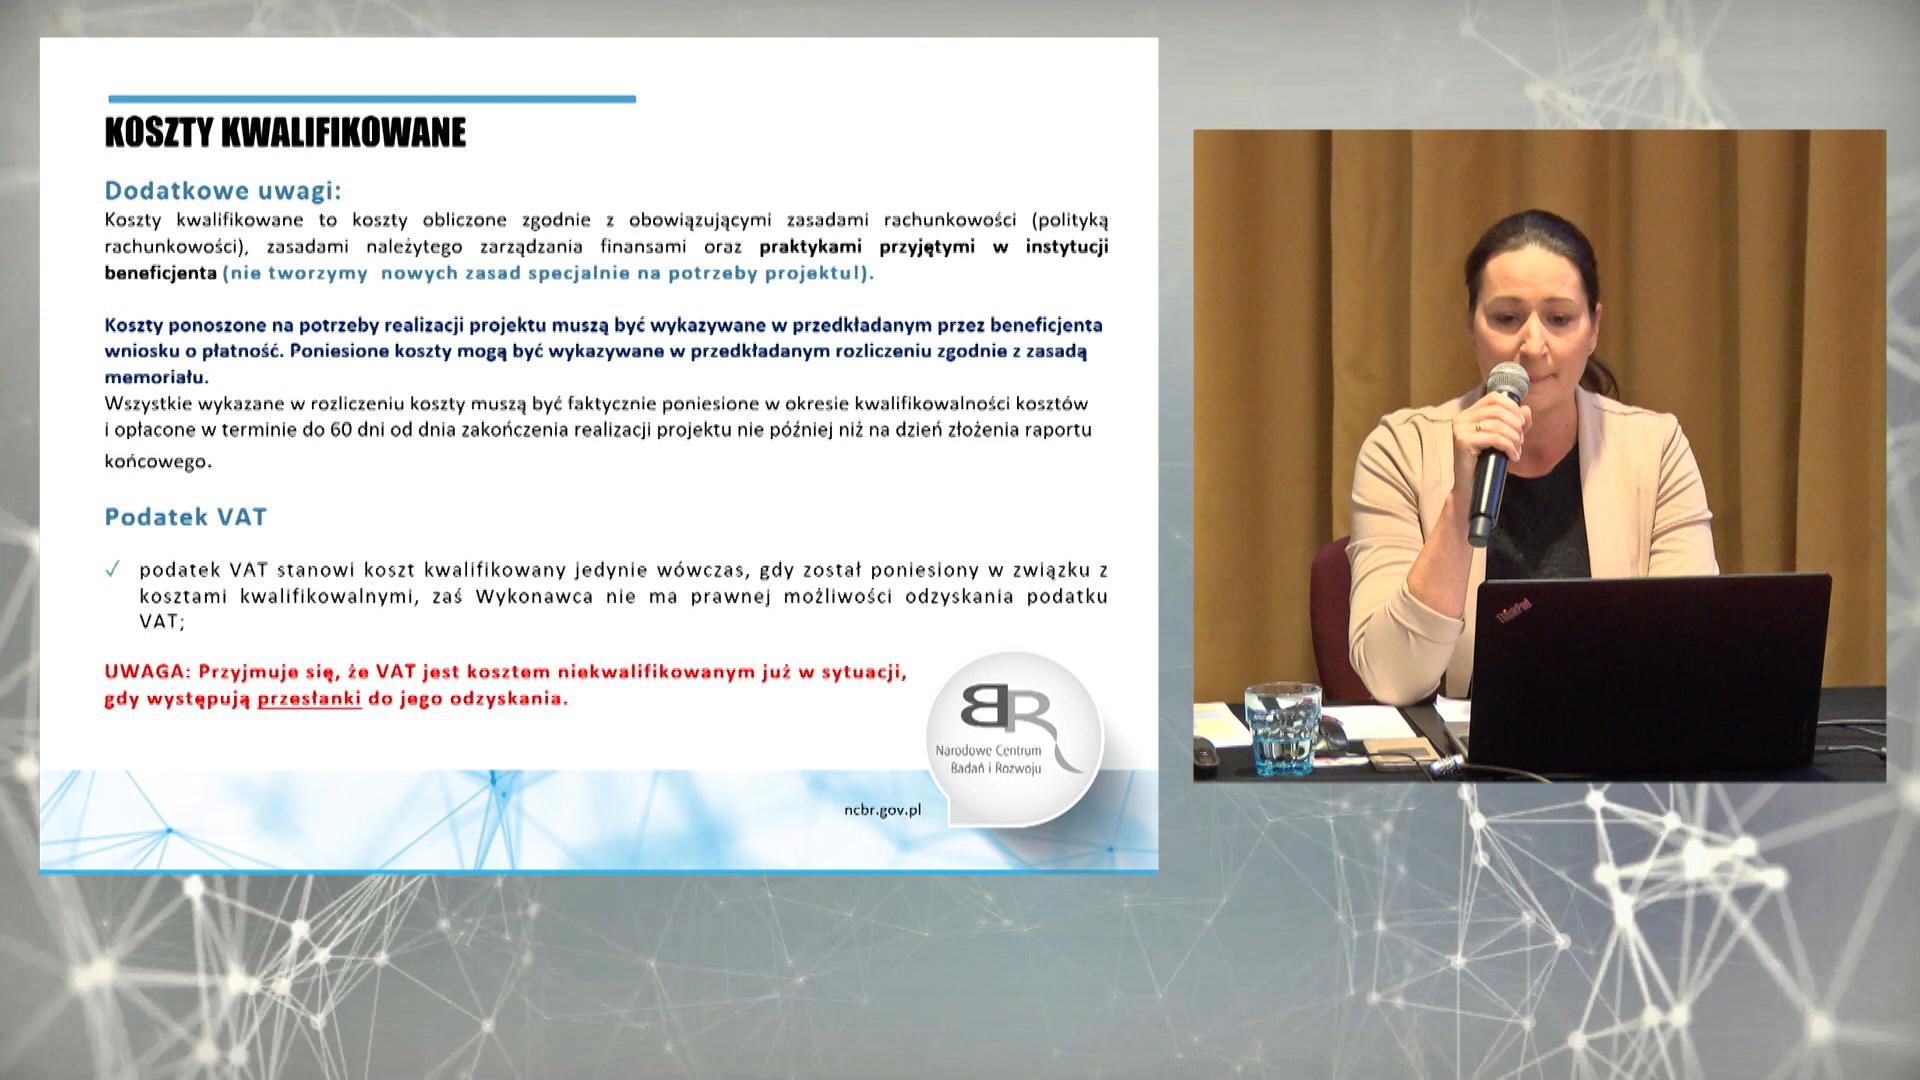 KOSZTY KWALIFIKOWANE
Dodatkowe uwagi:
Koszty kwalifikowane to koszty obliczone zgodnie z obowiązującymi zasadami rachunkowości (polityką
rachunkowości), zasadami należytego zarządzania finansami oraz praktykami przyjętymi w instytucji
beneficjenta (nie tworzymy nowych zasad specjalnie na potrzeby projektu!).
Koszty ponoszone na potrzeby realizacji projektu muszą być wykazywane w przedkładanym przez beneficjenta
wniosku o płatność. Poniesione koszty mogą być wykazywane w przedkładanym rozliczeniu zgodnie z zasadą
memoriału.
Wszystkie wykazane w rozliczeniu koszty muszą być faktycznie poniesione w okresie kwalifikowalności kosztów
i opłacone w terminie do 60 dni od dnia zakończenia realizacji projektu nie później niż na dzień złożenia raportu
końcowego.
Podatek VAT
✓ podatek VAT stanowi koszt kwalifikowany jedynie wówczas, gdy został poniesiony w związku z
kosztami kwalifikowalnymi, zaś Wykonawca nie ma prawnej możliwości odzyskania podatku
VAT;
UWAGA: Przyjmuje się, że VAT jest kosztem niekwalifikowanym już w sytuacji,
gdy występują przesłanki do jego odzyskania.
BR
Narodowe Centrum
Badań i Rozwoju
ncbr.gov.pl
ThinkPad